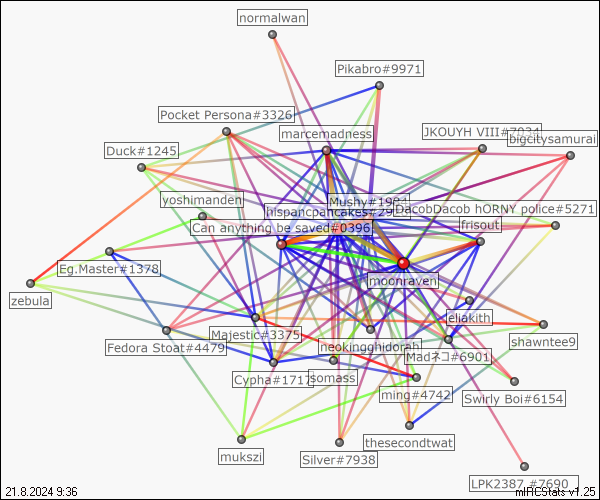 normalwan
Pikabro#9971
Pocket Persona#3326
marcemadness
JKOUYH VIII#7934
bigcitysamurai
Duck#1245
yoshimanden
Mushy#1984
hispancpancakes#29
DacobDacob hORNY police#5271
Can anything be saved#0396
frisout
Eg.Master#1378
moonraven
zebula
eliakith
Majestic#3375
neokingghidorah
shawntee9
Fedora Stoat#4479
Madネコ#6901
Cypha#1717
somass
ming#4742
Swirly Boi#6154
thesecondtwat
mukszi
Silver#7938
LPK2387_#7690
21.8.2024 9:36
mIRCStats v1.25